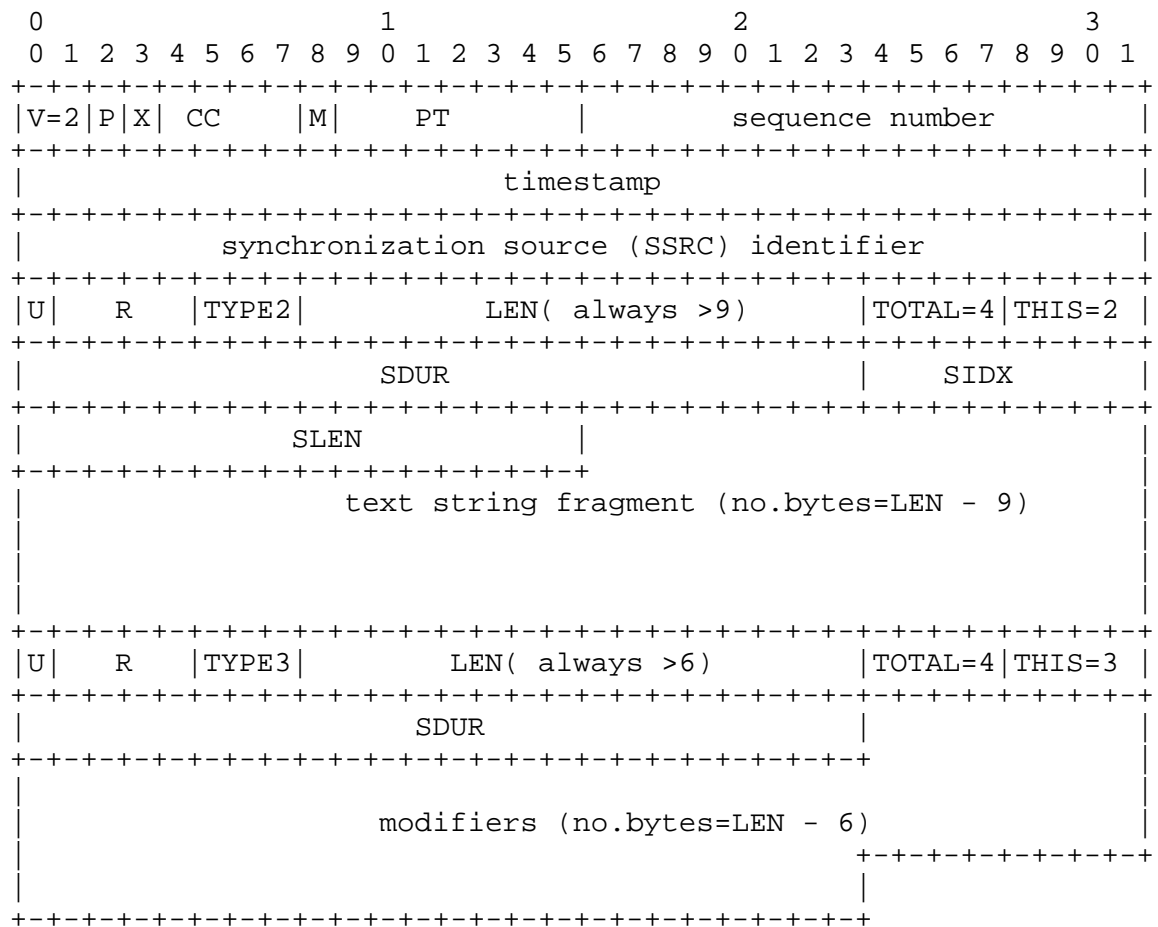 0                   1                   2                   3
 0 1 2 3 4 5 6 7 8 9 0 1 2 3 4 5 6 7 8 9 0 1 2 3 4 5 6 7 8 9 0 1
+-+-+-+-+-+-+-+-+-+-+-+-+-+-+-+-+-+-+-+-+-+-+-+-+-+-+-+-+-+-+-+-+
|V=2|P|X| CC    |M|    PT       |        sequence number        |
+-+-+-+-+-+-+-+-+-+-+-+-+-+-+-+-+-+-+-+-+-+-+-+-+-+-+-+-+-+-+-+-+
|                           timestamp                           |
+-+-+-+-+-+-+-+-+-+-+-+-+-+-+-+-+-+-+-+-+-+-+-+-+-+-+-+-+-+-+-+-+
|           synchronization source (SSRC) identifier            |
+-+-+-+-+-+-+-+-+-+-+-+-+-+-+-+-+-+-+-+-+-+-+-+-+-+-+-+-+-+-+-+-+
|U|   R   |TYPE2|          LEN( always >9)      |TOTAL=4|THIS=2 |
+-+-+-+-+-+-+-+-+-+-+-+-+-+-+-+-+-+-+-+-+-+-+-+-+-+-+-+-+-+-+-+-+
|                    SDUR                       |    SIDX       |
+-+-+-+-+-+-+-+-+-+-+-+-+-+-+-+-+-+-+-+-+-+-+-+-+-+-+-+-+-+-+-+-+
|               SLEN            |                               |
+-+-+-+-+-+-+-+-+-+-+-+-+-+-+-+-+                               |
|                  text string fragment (no.bytes=LEN - 9)      |
|                                                               |
|                                                               |
|                                                               |
+-+-+-+-+-+-+-+-+-+-+-+-+-+-+-+-+-+-+-+-+-+-+-+-+-+-+-+-+-+-+-+-+
|U|   R   |TYPE3|        LEN( always >6)        |TOTAL=4|THIS=3 |
+-+-+-+-+-+-+-+-+-+-+-+-+-+-+-+-+-+-+-+-+-+-+-+-+-+-+-+-+-+-+-+-+
|                      SDUR                     |               |
+-+-+-+-+-+-+-+-+-+-+-+-+-+-+-+-+-+-+-+-+-+-+-+-+               |
|                                                               |
|                    modifiers (no.bytes=LEN - 6)               |
|                                               +-+-+-+-+-+-+-+-+
|                                               |
+-+-+-+-+-+-+-+-+-+-+-+-+-+-+-+-+-+-+-+-+-+-+-+-+